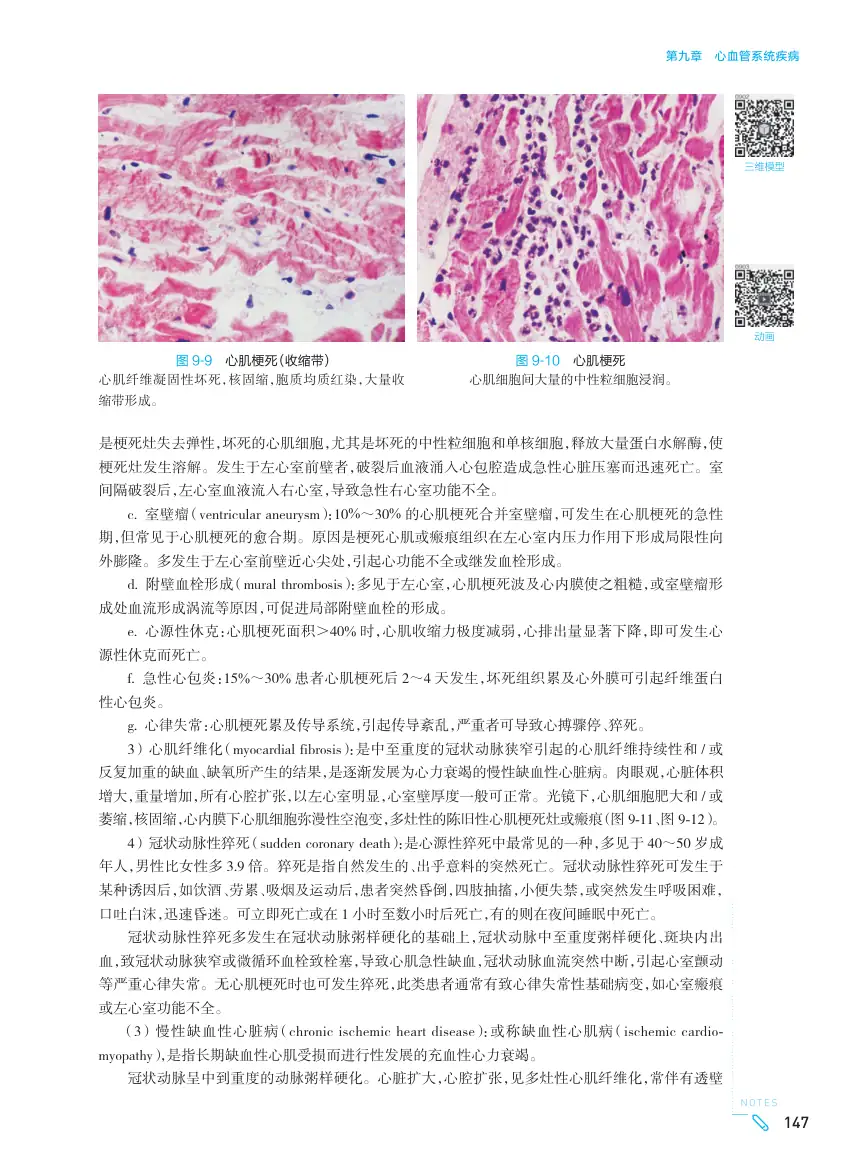 第九章 心血管系统疾病
三维模型
动画
图 9-9 心肌梗死(收缩带)
心肌纤维凝固性坏死,核固缩,胞质均质红染,大量收
缩带形成。
图 9-10 心肌梗死
心肌细胞间大量的中性粒细胞浸润。
是梗死灶失去弹性,坏死的心肌细胞,尤其是坏死的中性粒细胞和单核细胞,释放大量蛋白水解酶,使
梗死灶发生溶解。发生于左心室前壁者,破裂后血液涌入心包腔造成急性心脏压塞而迅速死亡。室
间隔破裂后,左心室血液流入右心室,导致急性右心室功能不全。
c. 室壁瘤(ventricular aneurysm):10%~30% 的心肌梗死合并室壁瘤,可发生在心肌梗死的急性
期,但常见于心肌梗死的愈合期。原因是梗死心肌或瘢痕组织在左心室内压力作用下形成局限性向
外膨隆。多发生于左心室前壁近心尖处,引起心功能不全或继发血栓形成。
d. 附壁血栓形成(mural thrombosis):多见于左心室,心肌梗死波及心内膜使之粗糙,或室壁瘤形
成处血流形成涡流等原因,可促进局部附壁血栓的形成。
e. 心源性休克:心肌梗死面积>40% 时,心肌收缩力极度减弱,心排出量显著下降,即可发生心
源性休克而死亡。
f. 急性心包炎:15%~30% 患者心肌梗死后 2~4 天发生,坏死组织累及心外膜可引起纤维蛋白
性心包炎。
g. 心律失常:心肌梗死累及传导系统,引起传导紊乱,严重者可导致心搏骤停、猝死。
3)心肌纤维化(myocardial fibrosis):是中至重度的冠状动脉狭窄引起的心肌纤维持续性和 / 或
反复加重的缺血、缺氧所产生的结果,是逐渐发展为心力衰竭的慢性缺血性心脏病。肉眼观,心脏体积
增大,重量增加,所有心腔扩张,以左心室明显,心室壁厚度一般可正常。光镜下,心肌细胞肥大和 / 或
萎缩,核固缩,心内膜下心肌细胞弥漫性空泡变,多灶性的陈旧性心肌梗死灶或瘢痕(图 9-11、图 9-12)。
4)冠状动脉性猝死(sudden coronary death):是心源性猝死中最常见的一种,多见于 40~50 岁成
年人,男性比女性多 3.9 倍。猝死是指自然发生的、出乎意料的突然死亡。冠状动脉性猝死可发生于
某种诱因后,如饮酒、劳累、吸烟及运动后,患者突然昏倒,四肢抽搐,小便失禁,或突然发生呼吸困难,
口吐白沫,迅速昏迷。可立即死亡或在 1 小时至数小时后死亡,有的则在夜间睡眠中死亡。
冠状动脉性猝死多发生在冠状动脉粥样硬化的基础上,冠状动脉中至重度粥样硬化、斑块内出
血,致冠状动脉狭窄或微循环血栓致栓塞,导致心肌急性缺血,冠状动脉血流突然中断,引起心室颤动
等严重心律失常。无心肌梗死时也可发生猝死,此类患者通常有致心律失常性基础病变,如心室瘢痕
或左心室功能不全。
(3)慢性缺血性心脏病(chronic ischemic heart disease):或称缺血性心肌病(ischemic cardio-
myopathy),是指长期缺血性心肌受损而进行性发展的充血性心力衰竭。
冠状动脉呈中到重度的动脉粥样硬化。心脏扩大,心腔扩张,见多灶性心肌纤维化,常伴有透壁
NOTES
147